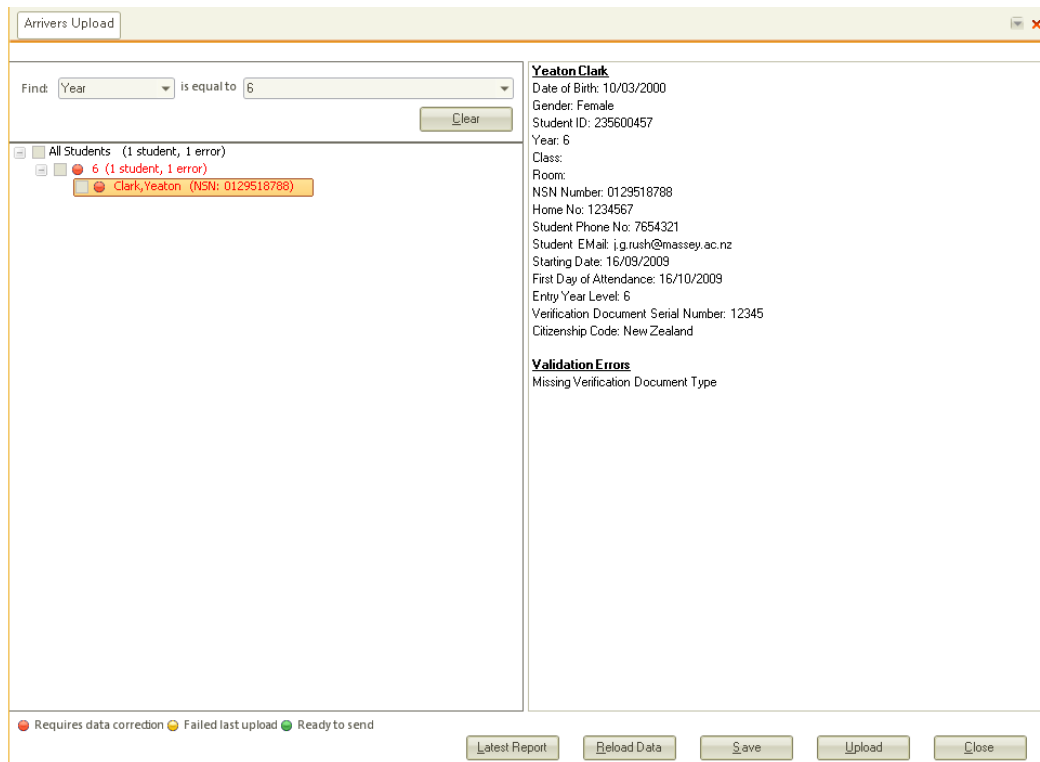 Arrivers Upload
Find: Year is equal to 6
Clear
All Students (1 student, 1 error)
6 (1 student, 1 error)
Clark,Yeaton (NSN: 0129518788)
Yeaton Clark
Date of Birth: 10/03/2000
Gender: Female
Student ID: 235600457
Year: 6
Class:
Room:
NSN Number: 0129518788
Home No: 1234567
Student Phone No: 7654321
Student EMail: j.g.rush@massey.ac.nz
Starting Date: 16/09/2009
First Day of Attendance: 16/10/2009
Entry Year Level: 6
Verification Document Serial Number: 12345
Citizenship Code: New Zealand
Validation Errors
Missing Verification Document Type
Requires data correction Failed last upload Ready to send
Latest Report Reload Data Save Upload Close